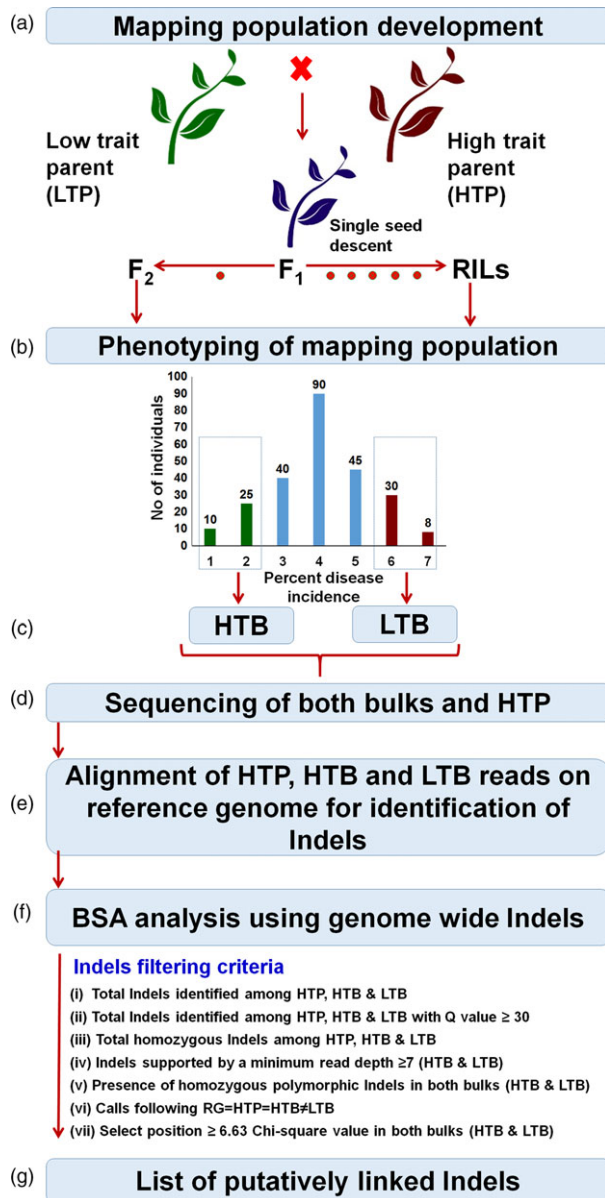 (a)
Mapping population development
Low trait
parent
(LTP)
High trait
parent
(HTP)
Single seed
descent
F2
F1
RILs
(b)
Phenotyping of mapping population
No of individuals
100
90
80
70
60
50
40
30
20
10
0
10
25
40
90
45
30
8
1 2 3 4 5 6 7
Percent disease
incidence
(c)
HTB
LTB
(d)
Sequencing of both bulks and HTP
(e)
Alignment of HTP, HTB and LTB reads on
reference genome for identification of
Indels
(f)
BSA analysis using genome wide Indels
Indels filtering criteria
(i) Total Indels identified among HTP, HTB & LTB
(ii) Total Indels identified among HTP, HTB & LTB with Q value ≥ 30
(iii) Total homozygous Indels among HTP, HTB & LTB
(iv) Indels supported by a minimum read depth ≥7 (HTB & LTB)
(v) Presence of homozygous polymorphic Indels in both bulks (HTB & LTB)
(vi) Calls following RG=HTP=HTB≠LTB
(vii) Select position ≥ 6.63 Chi-square value in both bulks (HTB & LTB)
(g)
List of putatively linked Indels